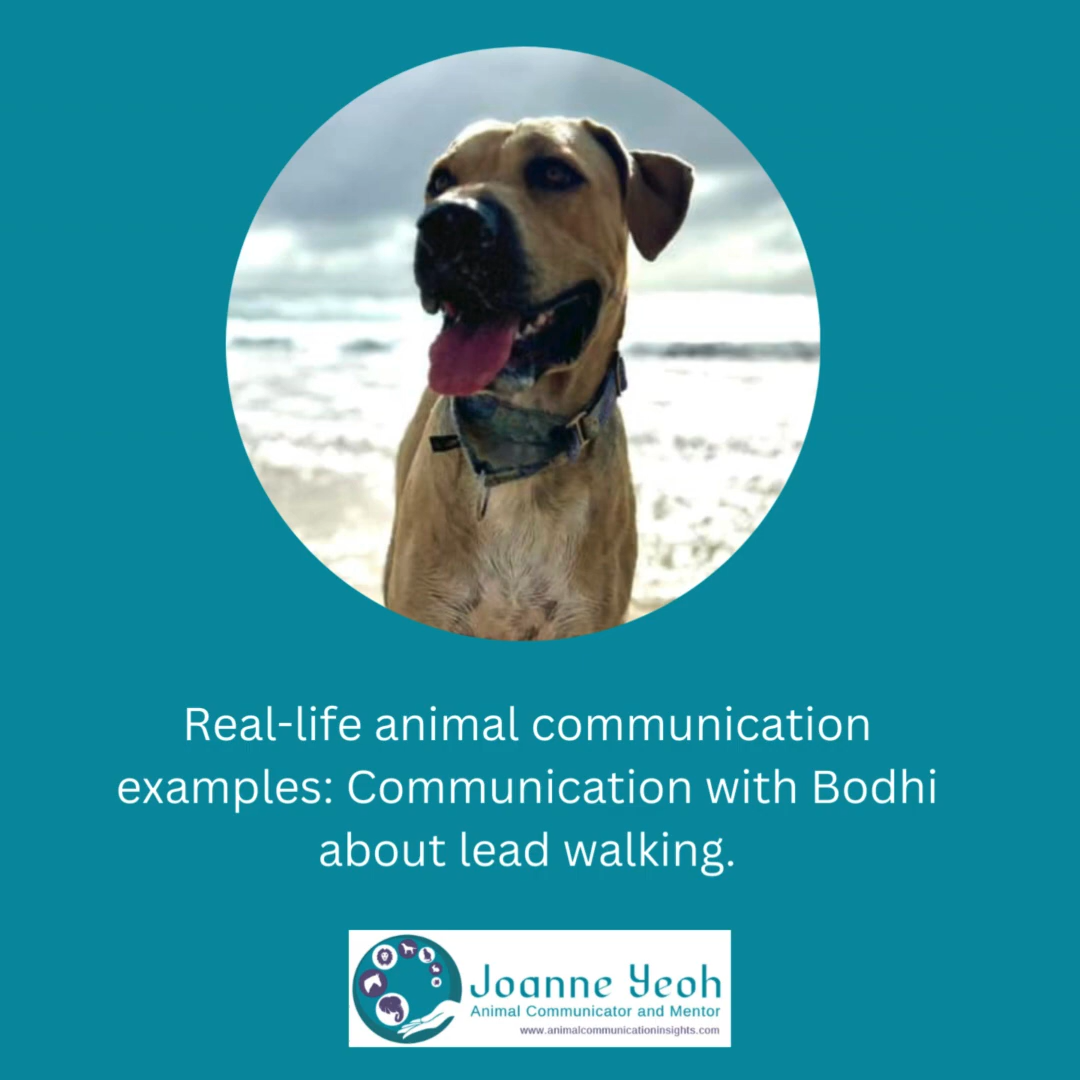 Real-life animal communication
examples: Communication with Bodhi
about lead walking.
Joanne Yeoh
Animal Communicator and Mentor
www.animalcommunicationinsights.com